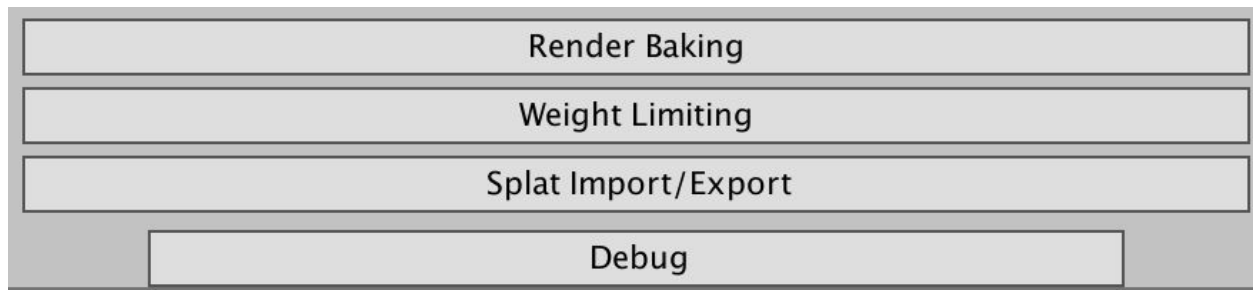 Render Baking
Weight Limiting
Splat Import/Export
Debug